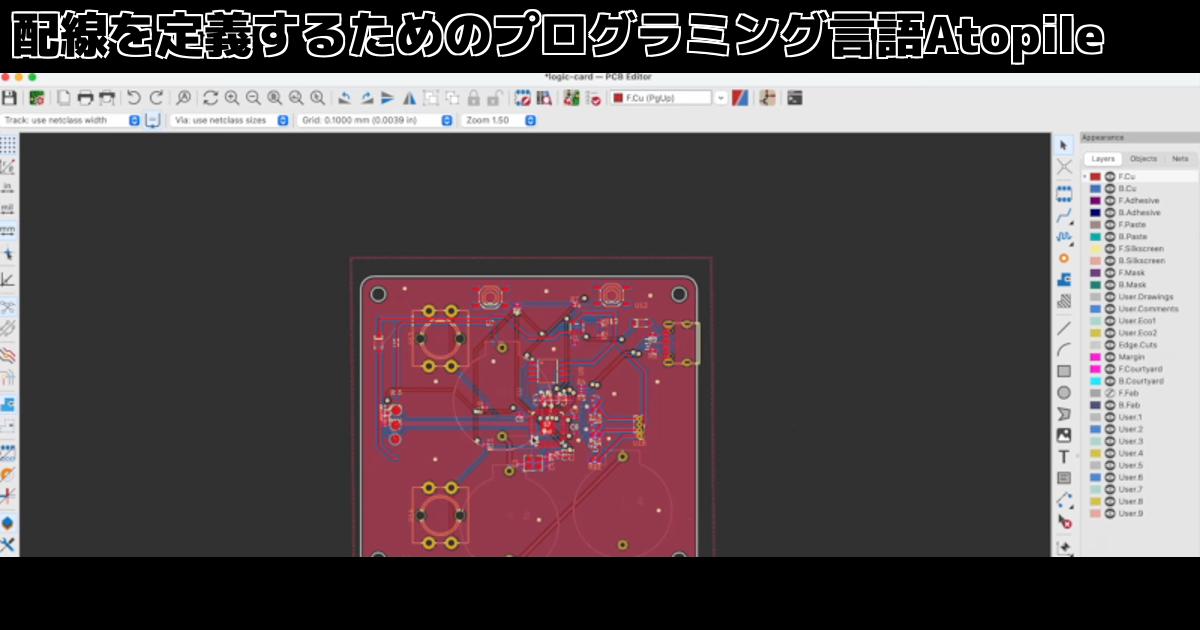 配線を定義するためのプログラミング言語Atopile
*logic-card — PCB Editor
F.Cu (PgUp)
Track: use netclass width
Via: use netclass sizes
Grid: 0.1000 mm (0.0039 in)
Zoom 1.50
Appearance
Layers Objects Nets
in
mil
mm
F.Cu
B.Cu
F.Adhesive
B.Adhesive
F.Paste
B.Paste
F.Silkscreen
B.Silkscreen
F.Mask
B.Mask
User.Drawings
User.Comments
User.Eco1
User.Eco2
Edge.Cuts
Margin
F.Courtyard
B.Courtyard
F.Fab
B.Fab
User.1
User.2
User.3
User.4
User.5
User.6
User.7
User.8
User.9